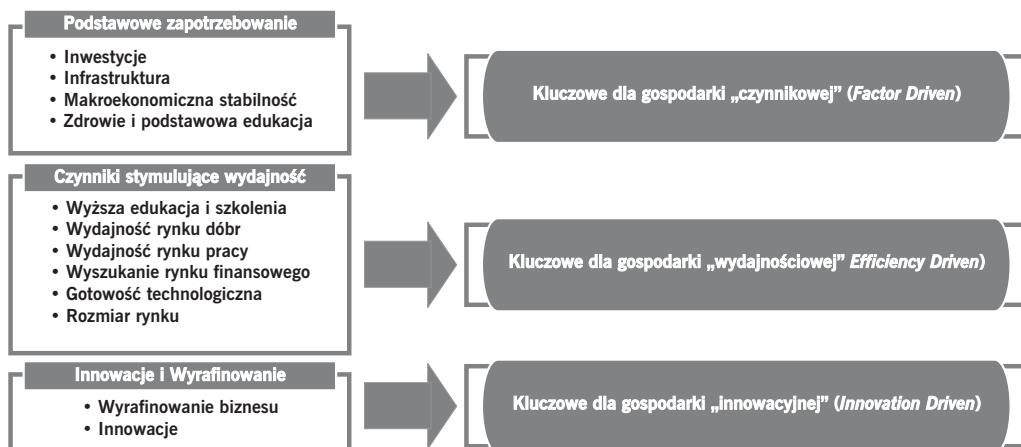 Podstawowe zapotrzebowanie
• Inwestycje
• Infrastruktura
• Makroekonomiczna stabilność
• Zdrowie i podstawowa edukacja
Kluczowe dla gospodarki „czynnikowej” (Factor Driven)
Czynniki stymulujące wydajność
• Wyższa edukacja i szkolenia
• Wydajność rynku dóbr
• Wydajność rynku pracy
• Wyszukanie rynku finansowego
• Gotowość technologiczna
• Rozmiar rynku
Kluczowe dla gospodarki „wydajnościowej” Efficiency Driven)
Innowacje i Wyrafinowanie
• Wyrafinowanie biznesu
• Innowacje
Kluczowe dla gospodarki „innowacyjnej” (Innovation Driven)